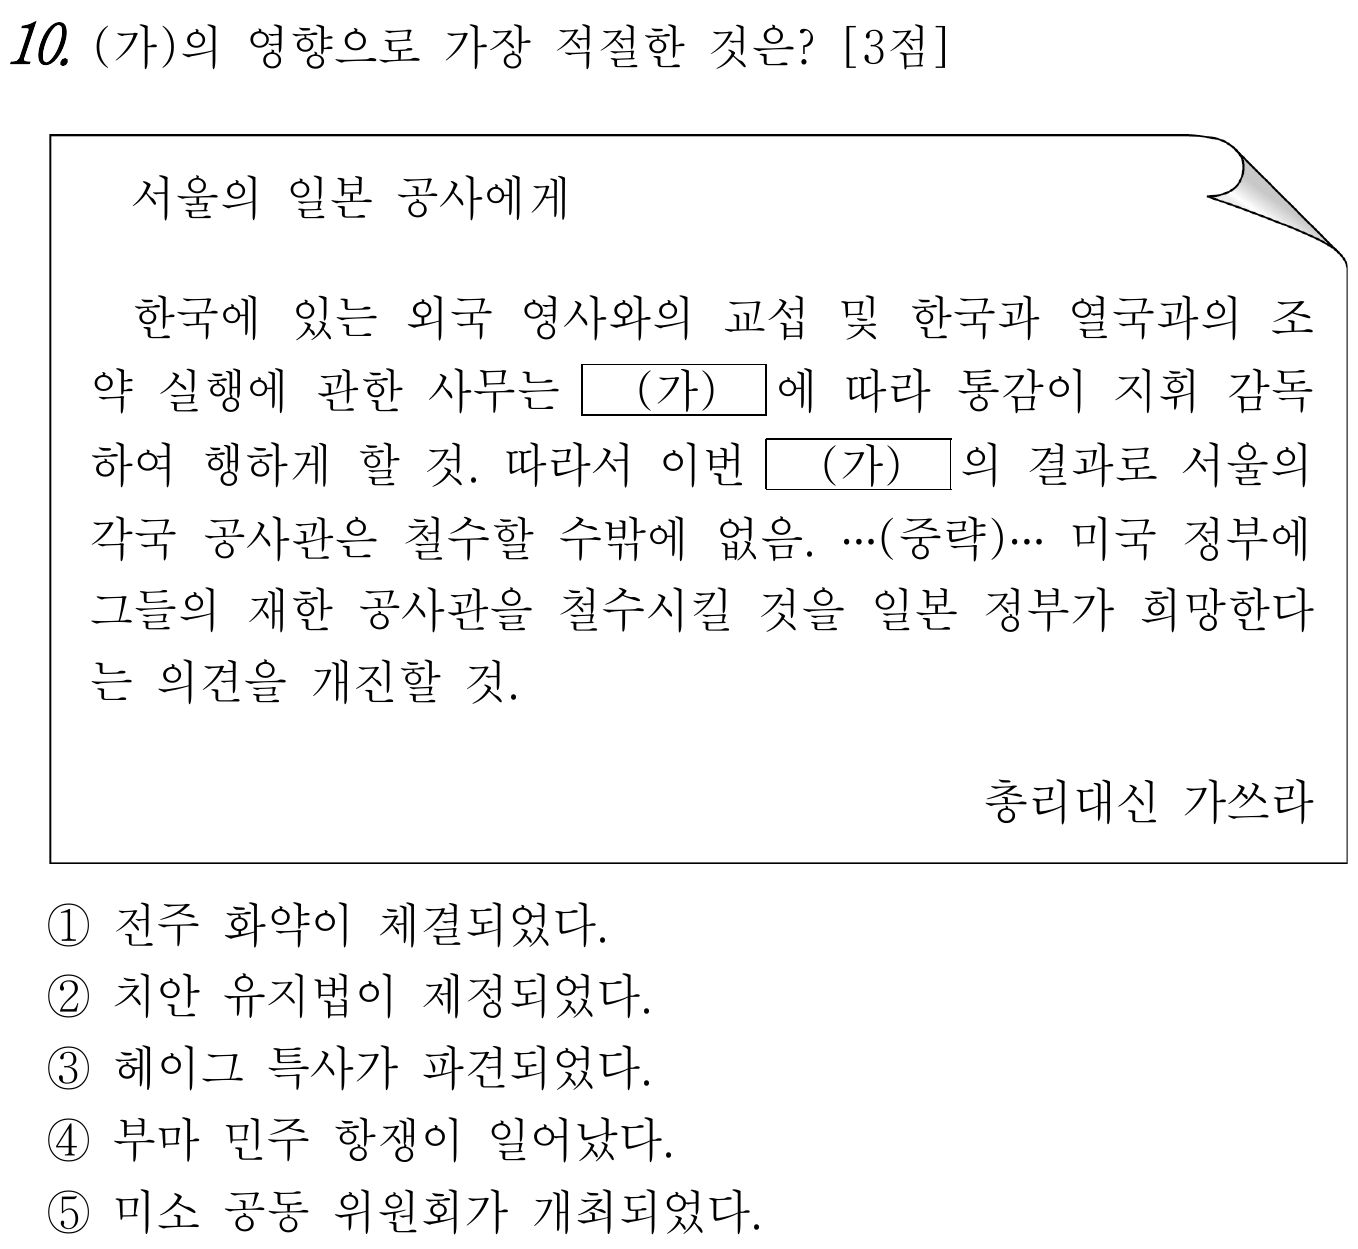 10. (가)의 영향으로 가장 적절한 것은? [3점]
서울의 일본 공사에게
한국에 있는 외국 영사와의 교섭 및 한국과 열국과의 조
약 실행에 관한 사무는 (가) 에 따라 통감이 지휘 감독
하여 행하게 할 것. 따라서 이번 (가) 의 결과로 서울의
각국 공사관은 철수할 수밖에 없음. …(중략)… 미국 정부에
그들의 재한 공사관을 철수시킬 것을 일본 정부가 희망한다
는 의견을 개진할 것.
총리대신 가쓰라
① 전주 화약이 체결되었다.
② 치안 유지법이 제정되었다.
③ 헤이그 특사가 파견되었다.
④ 부마 민주 항쟁이 일어났다.
⑤ 미소 공동 위원회가 개최되었다.